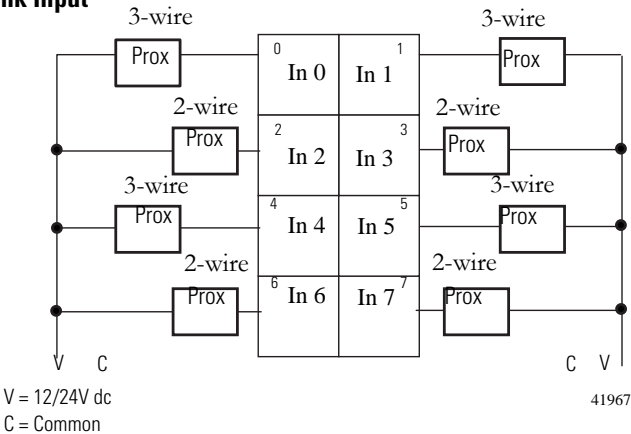 nk Input
3-wire 3-wire
Prox 0 In 0 1 In 1 Prox
2-wire 2-wire
Prox 2 In 2 3 In 3 Prox
3-wire 3-wire
Prox 4 In 4 5 In 5 Prox
2-wire 2-wire
Prox 6 In 6 7 In 7 Prox
V C C V
V = 12/24V dc
41967
C = Common